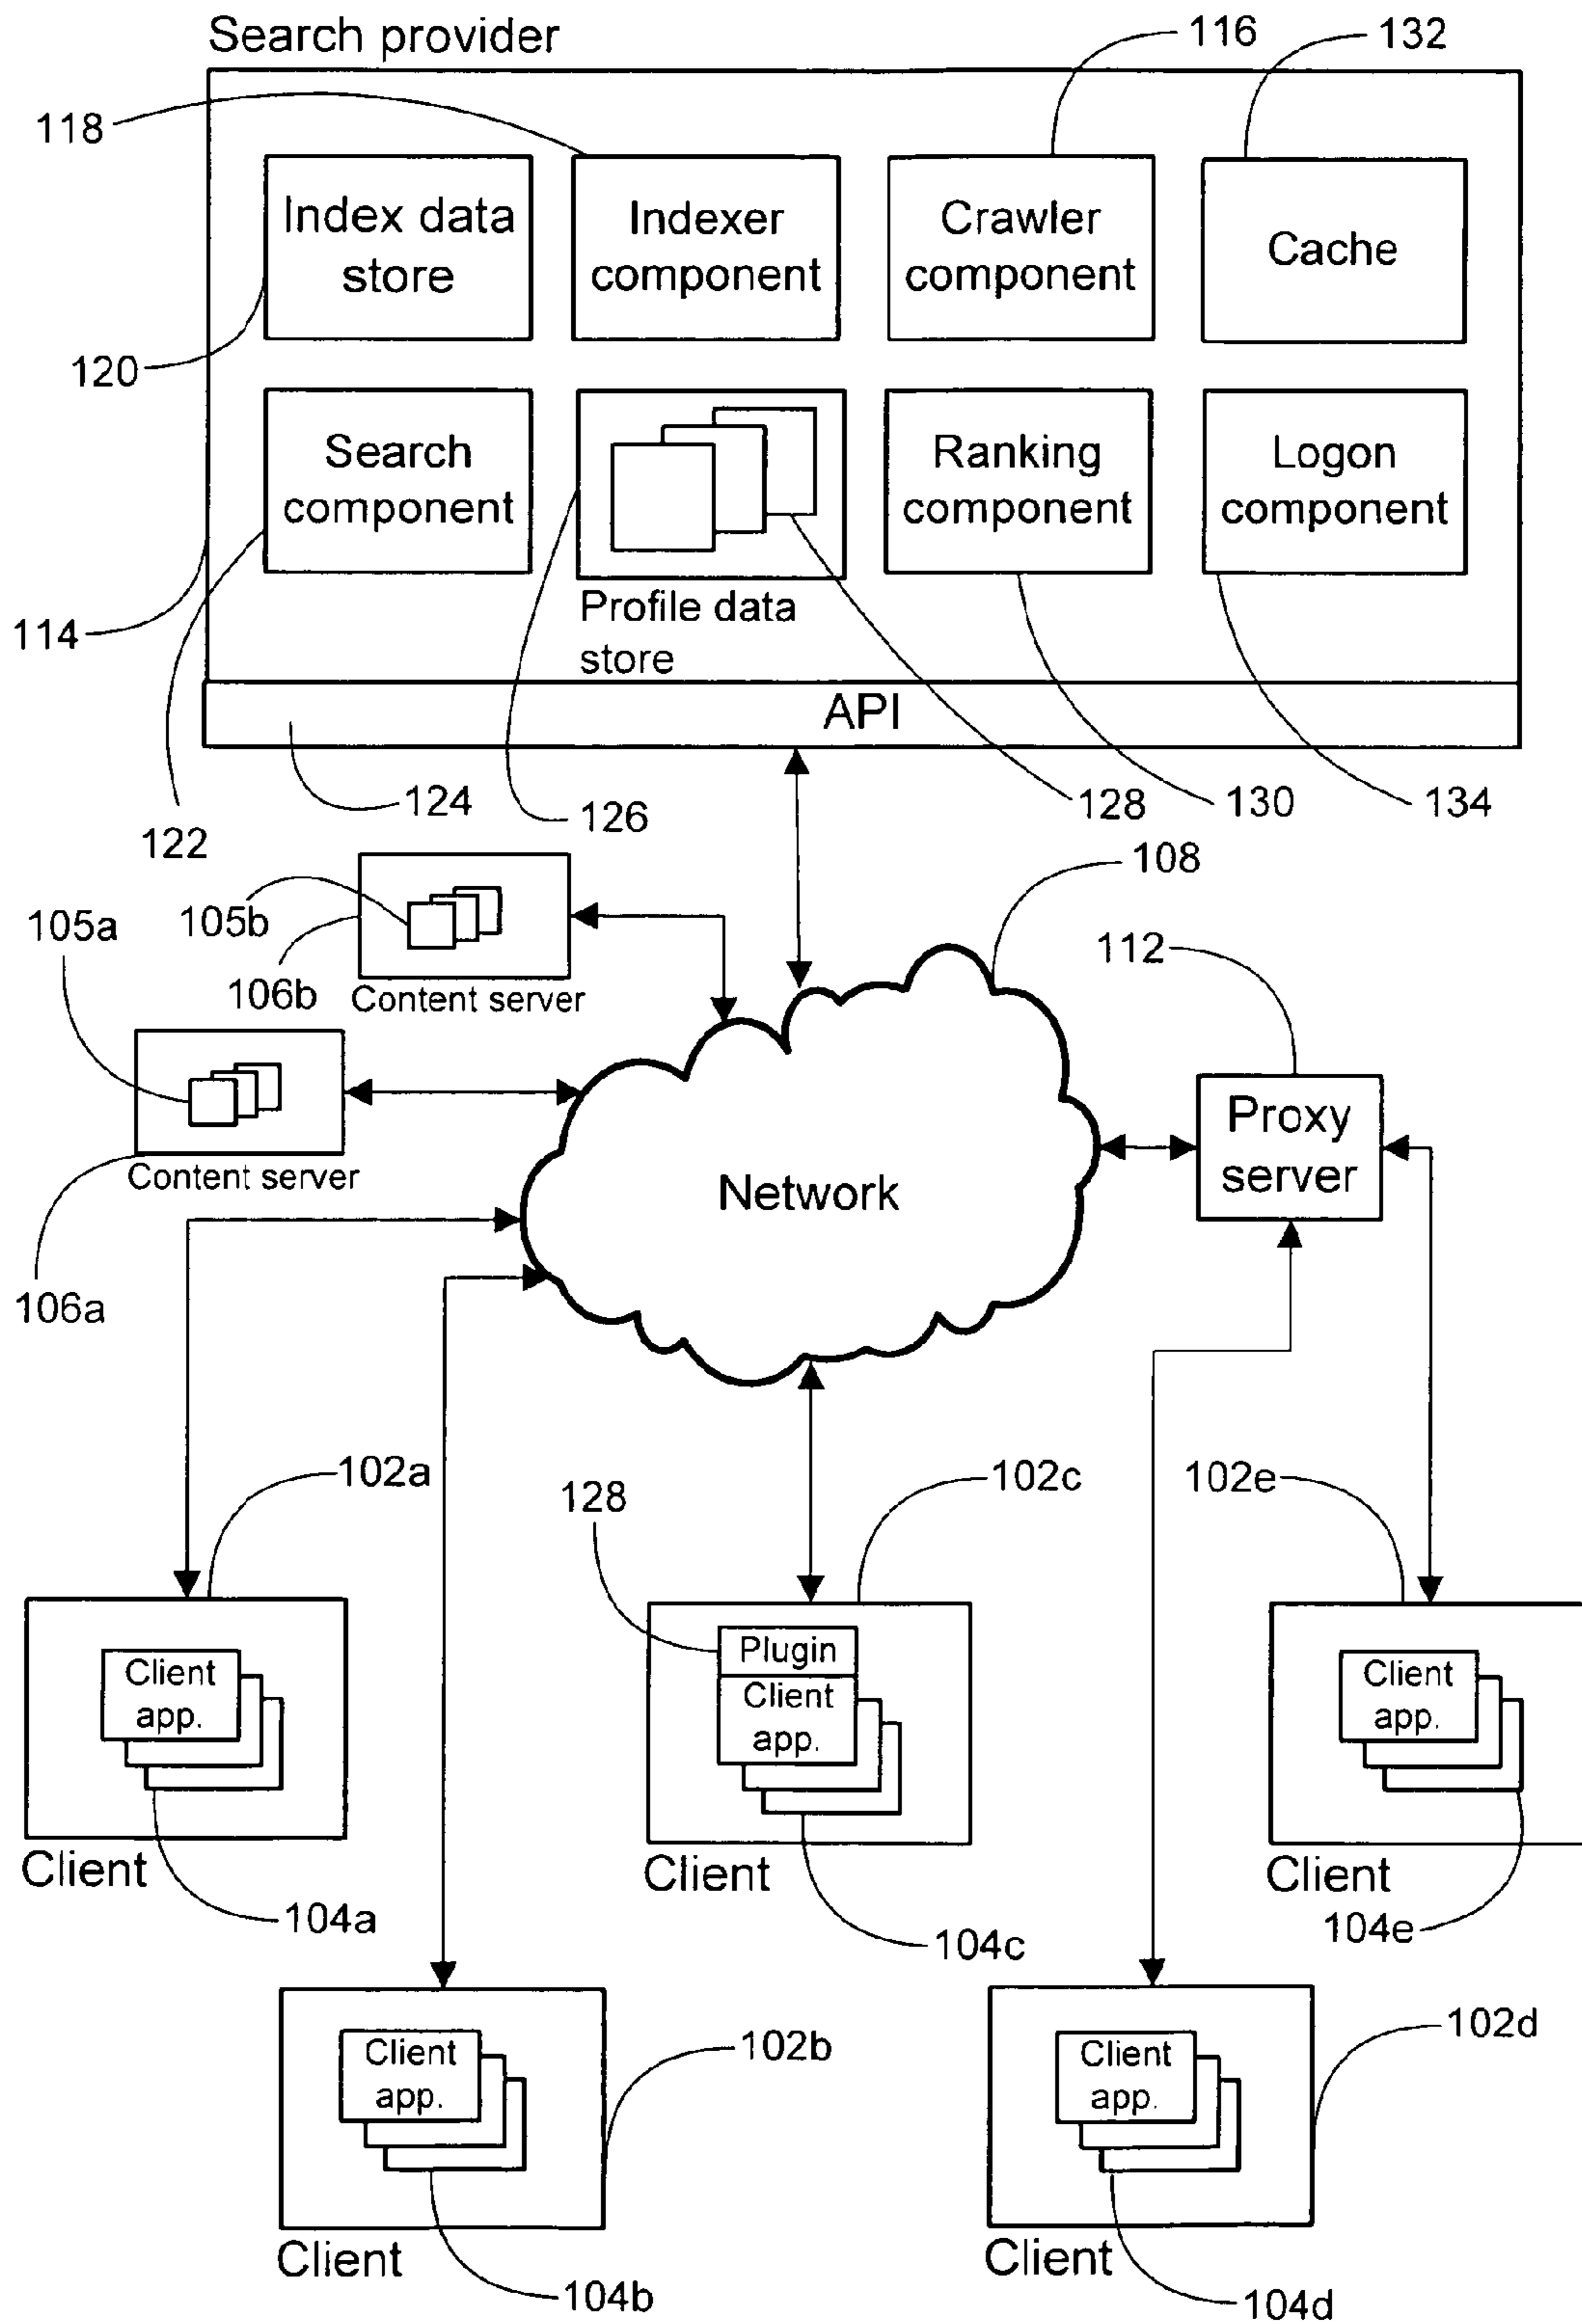 Search provider
116
132
118
Index data
store
Indexer
component
Crawler
component
Cache
120
Search
component
Ranking
component
Logon
component
114
Profile data
store
API
122
124
126
128
130
134
108
105a
105b
106b
Content server
112
106a
Content server
Network
Proxy
server
102a
128
102c
102e
Client
app.
Plugin
Client
app.
Client
app.
Client
104a
Client
104c
Client
104e
Client
app.
102b
Client
app.
102d
Client
104b
Client
104d